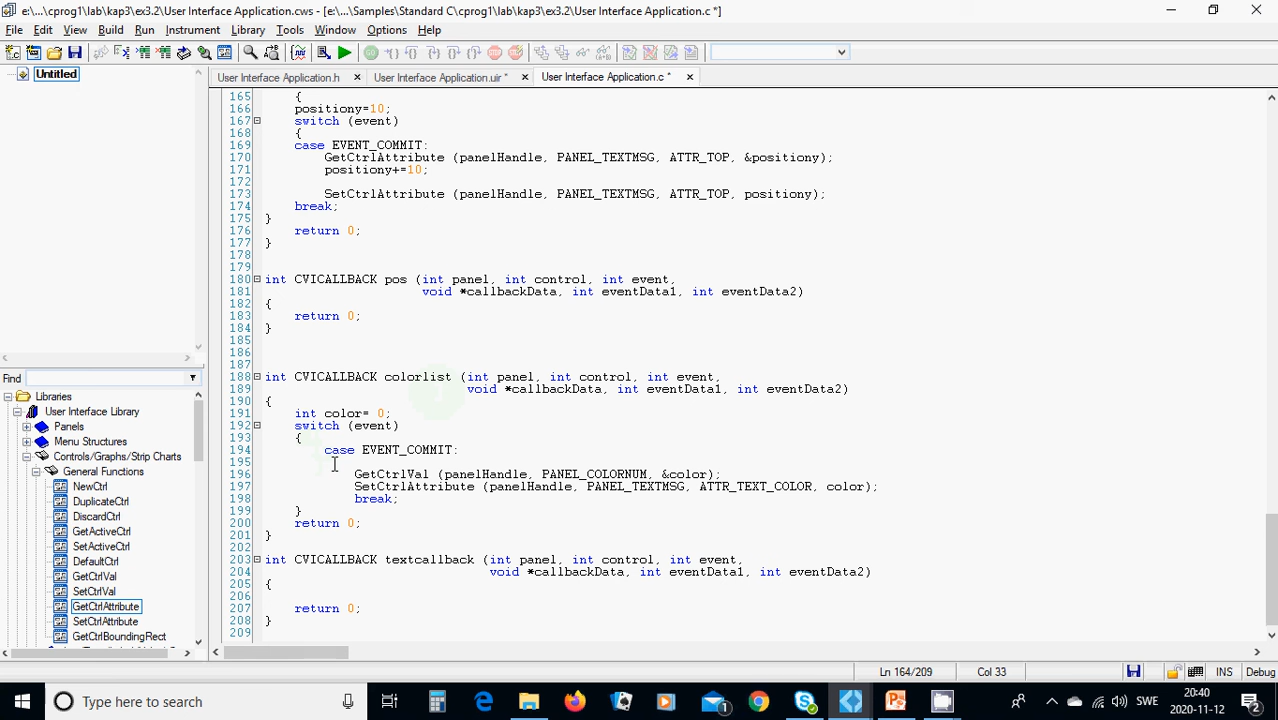 e:\...\cprog1\lab\kap3\ex3.2\User Interface Application.cws - [e:\...\Samples\Standard C\cprog1\lab\kap3\ex3.2\User Interface Application.c *]
File Edit View Build Run Instrument Library Tools Window Options Help
Untitled
User Interface Application.h
User Interface Application.uir *
User Interface Application.c *
165 {
166 positiony=10;
167 switch (event)
168 {
169 case EVENT_COMMIT:
170 GetCtrlAttribute (panelHandle, PANEL_TEXTMSG, ATTR_TOP, &positiony);
171 positiony+=10;
172
173 SetCtrlAttribute (panelHandle, PANEL_TEXTMSG, ATTR_TOP, positiony);
174 break;
175 }
176 return 0;
177 }
178
179
180 int CVICALLBACK pos (int panel, int control, int event,
181 void *callbackData, int eventData1, int eventData2)
182 {
183 return 0;
184 }
185
186
187
188 int CVICALLBACK colorlist (int panel, int control, int event,
189 void *callbackData, int eventData1, int eventData2)
190 {
191 int color= 0;
192 switch (event)
193 {
194 case EVENT_COMMIT:
195
196 GetCtrlVal (panelHandle, PANEL_COLORNUM, &color);
197 SetCtrlAttribute (panelHandle, PANEL_TEXTMSG, ATTR_TEXT_COLOR, color);
198 break;
199 }
200 return 0;
201 }
202
203 int CVICALLBACK textcallback (int panel, int control, int event,
204 void *callbackData, int eventData1, int eventData2)
205 {
206
207 return 0;
208 }
209
Find
Libraries
User Interface Library
Panels
Menu Structures
Controls/Graphs/Strip Charts
General Functions
NewCtrl
DuplicateCtrl
DiscardCtrl
GetActiveCtrl
SetActiveCtrl
DefaultCtrl
GetCtrlVal
SetCtrlVal
GetCtrlAttribute
SetCtrlAttribute
GetCtrlBoundingRect
Ln 164/209 Col 33 INS Debug
Type here to search
1
SWE
20:40
2020-11-12
2